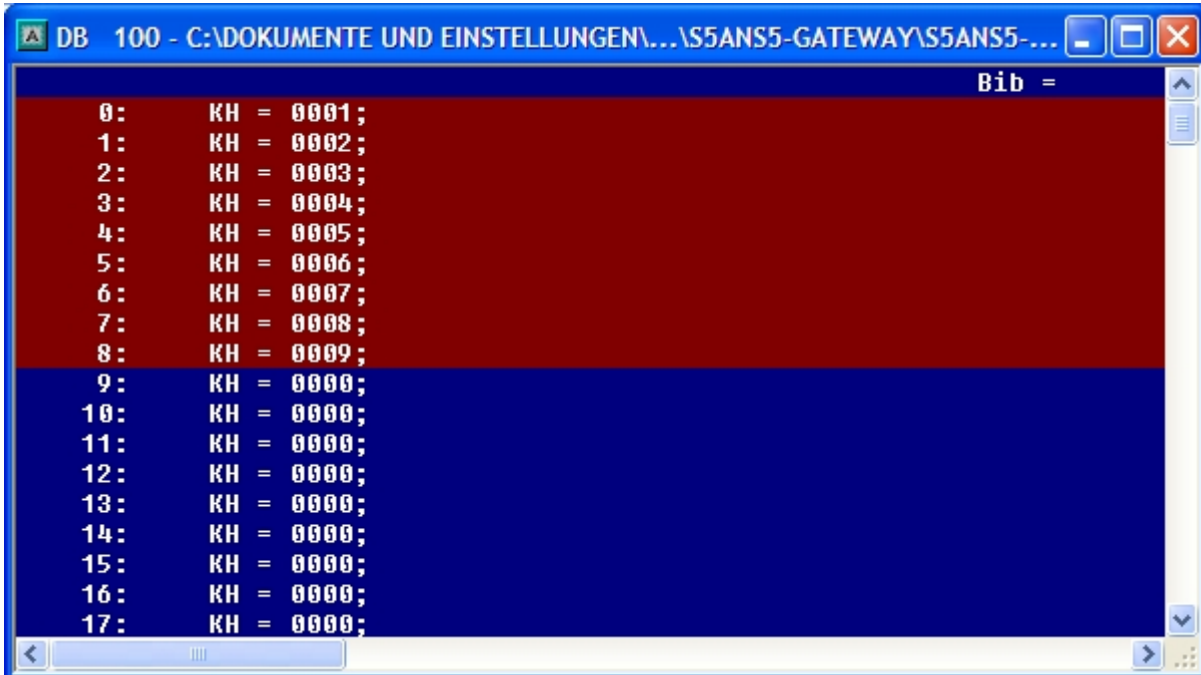 DB 100 - C:\DOKUMENTE UND EINSTELLUNGEN\...\S5ANS5-GATEWAY\S5ANS5-...
Bib =
0: KH = 0001;
1: KH = 0002;
2: KH = 0003;
3: KH = 0004;
4: KH = 0005;
5: KH = 0006;
6: KH = 0007;
7: KH = 0008;
8: KH = 0009;
9: KH = 0000;
10: KH = 0000;
11: KH = 0000;
12: KH = 0000;
13: KH = 0000;
14: KH = 0000;
15: KH = 0000;
16: KH = 0000;
17: KH = 0000;